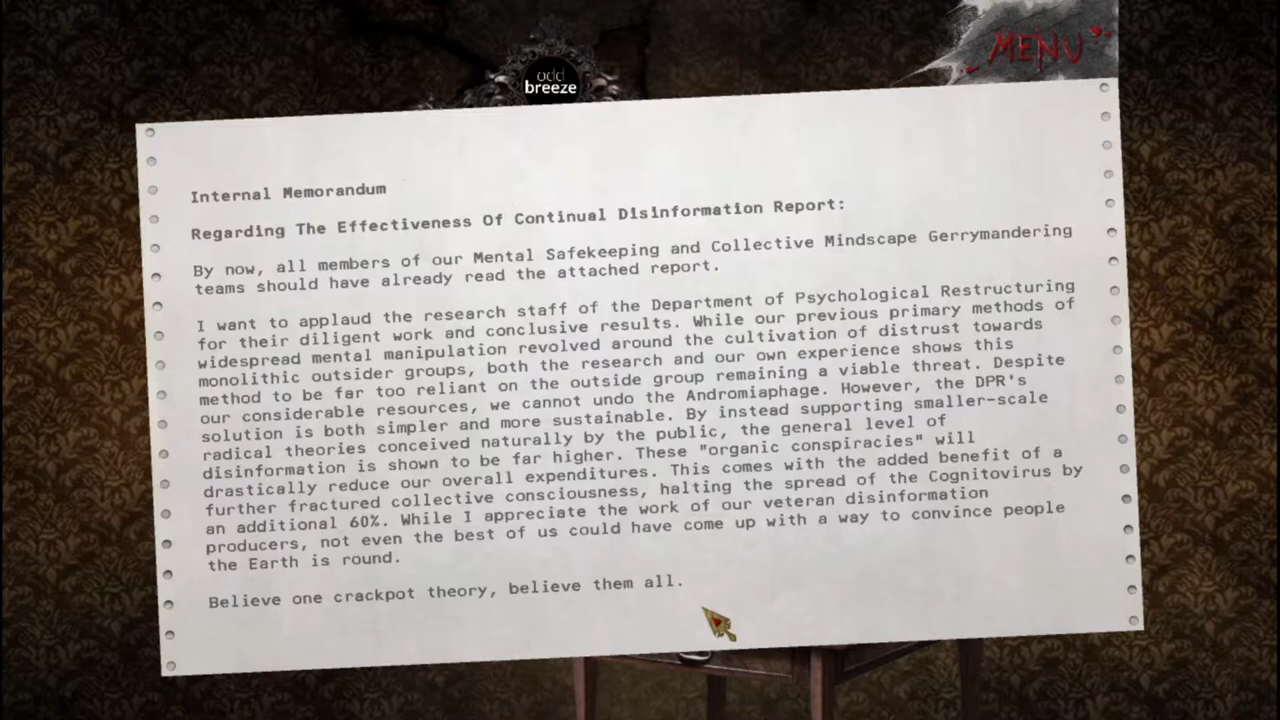 MENU
odd
breeze
Internal Memorandum
Regarding The Effectiveness Of Continual Disinformation Report:
By now, all members of our Mental Safekeeping and Collective Mindscape Gerrymandering
teams should have already read the attached report.
I want to applaud the research staff of the Department of Psychological Restructuring
for their diligent work and conclusive results. While our previous primary methods of
widespread mental manipulation revolved around the cultivation of distrust towards
monolithic outsider groups, both the research and our own experience shows this
method to be far too reliant on the outside group remaining a viable threat. Despite
our considerable resources, we cannot undo the Andromiaphage. However, the DPR's
solution is both simpler and more sustainable. By instead supporting smaller-scale
radical theories conceived naturally by the public, the general level of
disinformation is shown to be far higher. These "organic conspiracies" will
drastically reduce our overall expenditures. This comes with the added benefit of a
further fractured collective consciousness, halting the spread of the Cognitovirus by
an additional 60%. While I appreciate the work of our veteran disinformation
producers, not even the best of us could have come up with a way to convince people
the Earth is round.
Believe one crackpot theory, believe them all.